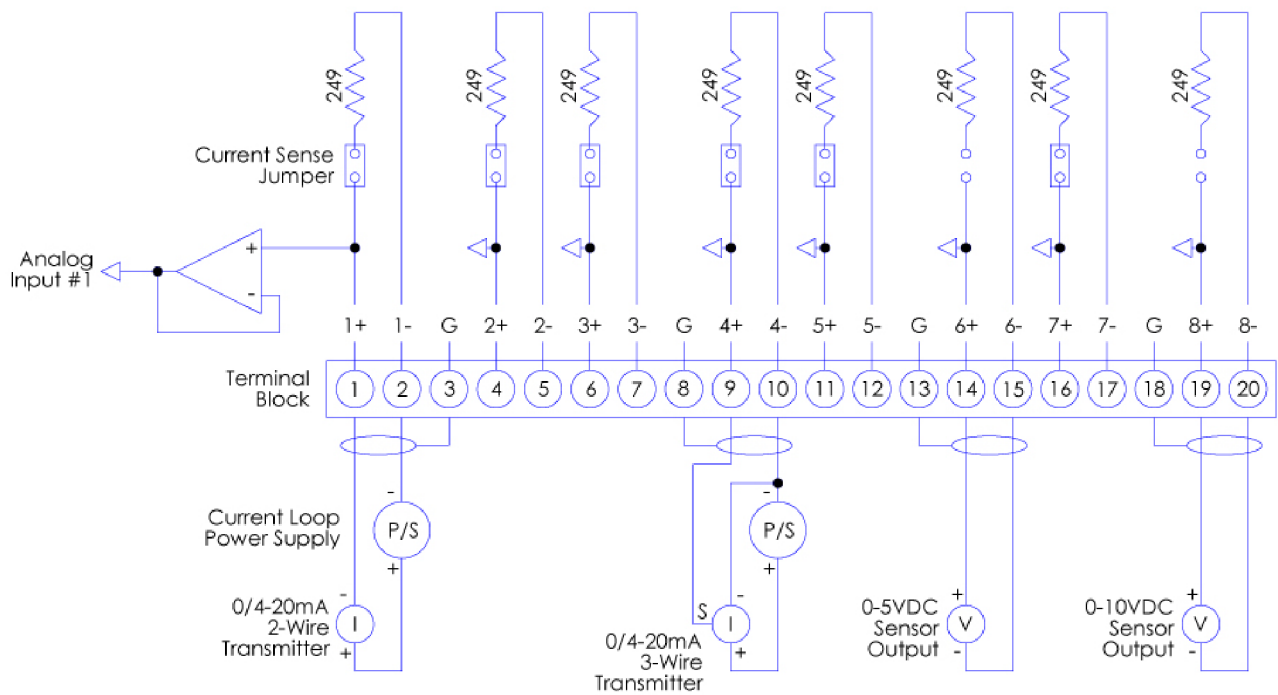 249 249 249 249 249 249 249 249
Current Sense
Jumper
+
Analog
Input #1
-
1+ 1- G 2+ 2- 3+ 3- G 4+ 4- 5+ 5- G 6+ 6- 7+ 7- G 8+ 8-
Terminal
Block
1 2 3 4 5 6 7 8 9 10 11 12 13 14 15 16 17 18 19 20
- -
Current Loop
Power Supply
P/S P/S
+ +
- - + +
0/4-20mA
2-Wire
Transmitter
I
+
S
I
+
0/4-20mA
3-Wire
Transmitter
0-5VDC
Sensor
Output
V
-
0-10VDC
Sensor
Output
V
-